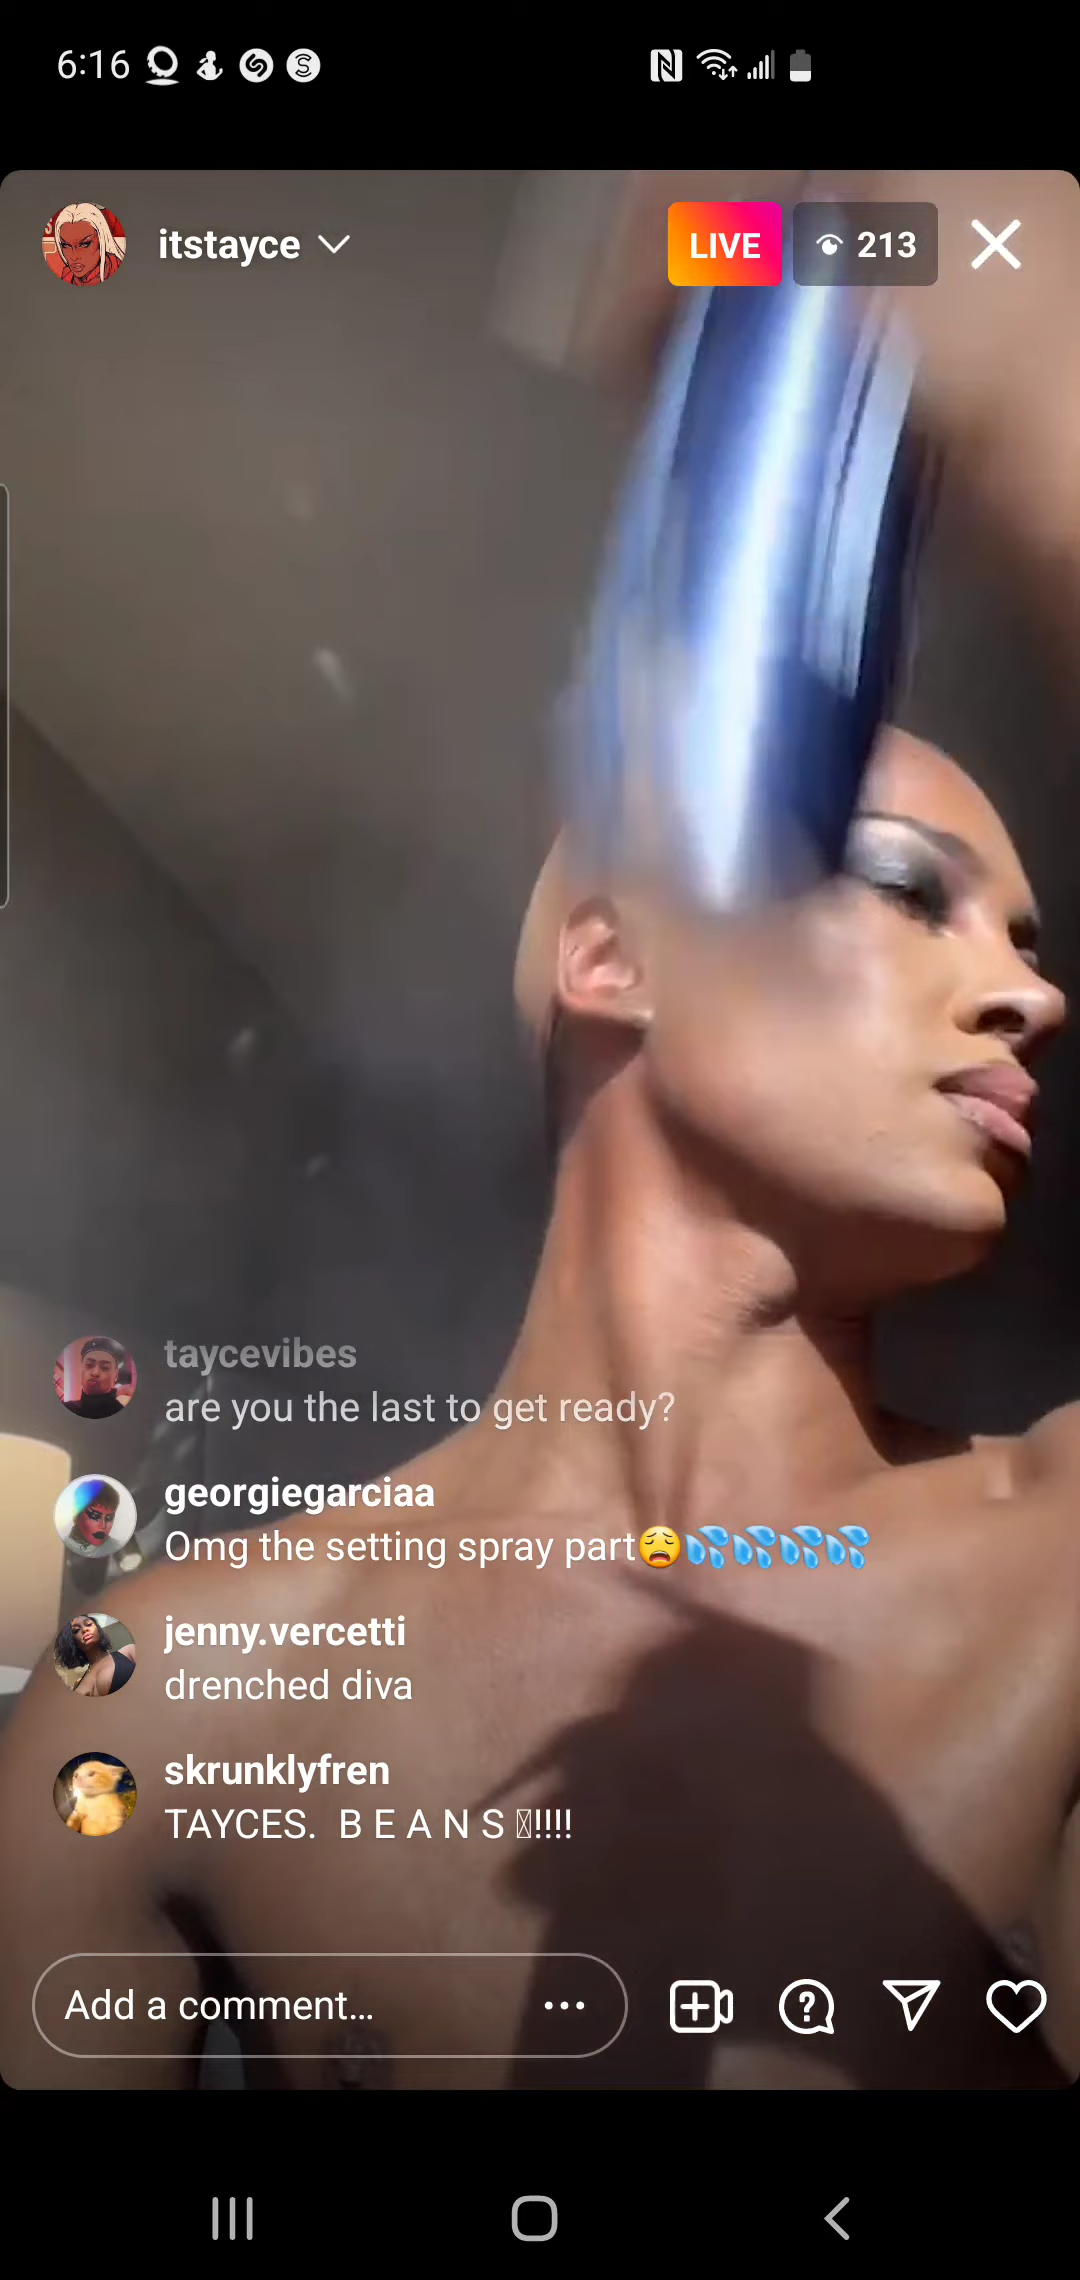 6:16
itstayce
LIVE
213
taycevibes
are you the last to get ready?
georgiegarciaa
Omg the setting spray part😩💦💦💦💦
jenny.vercetti
drenched diva
skrunklyfren
TAYCES.  B E A N S !!!!
Add a comment...